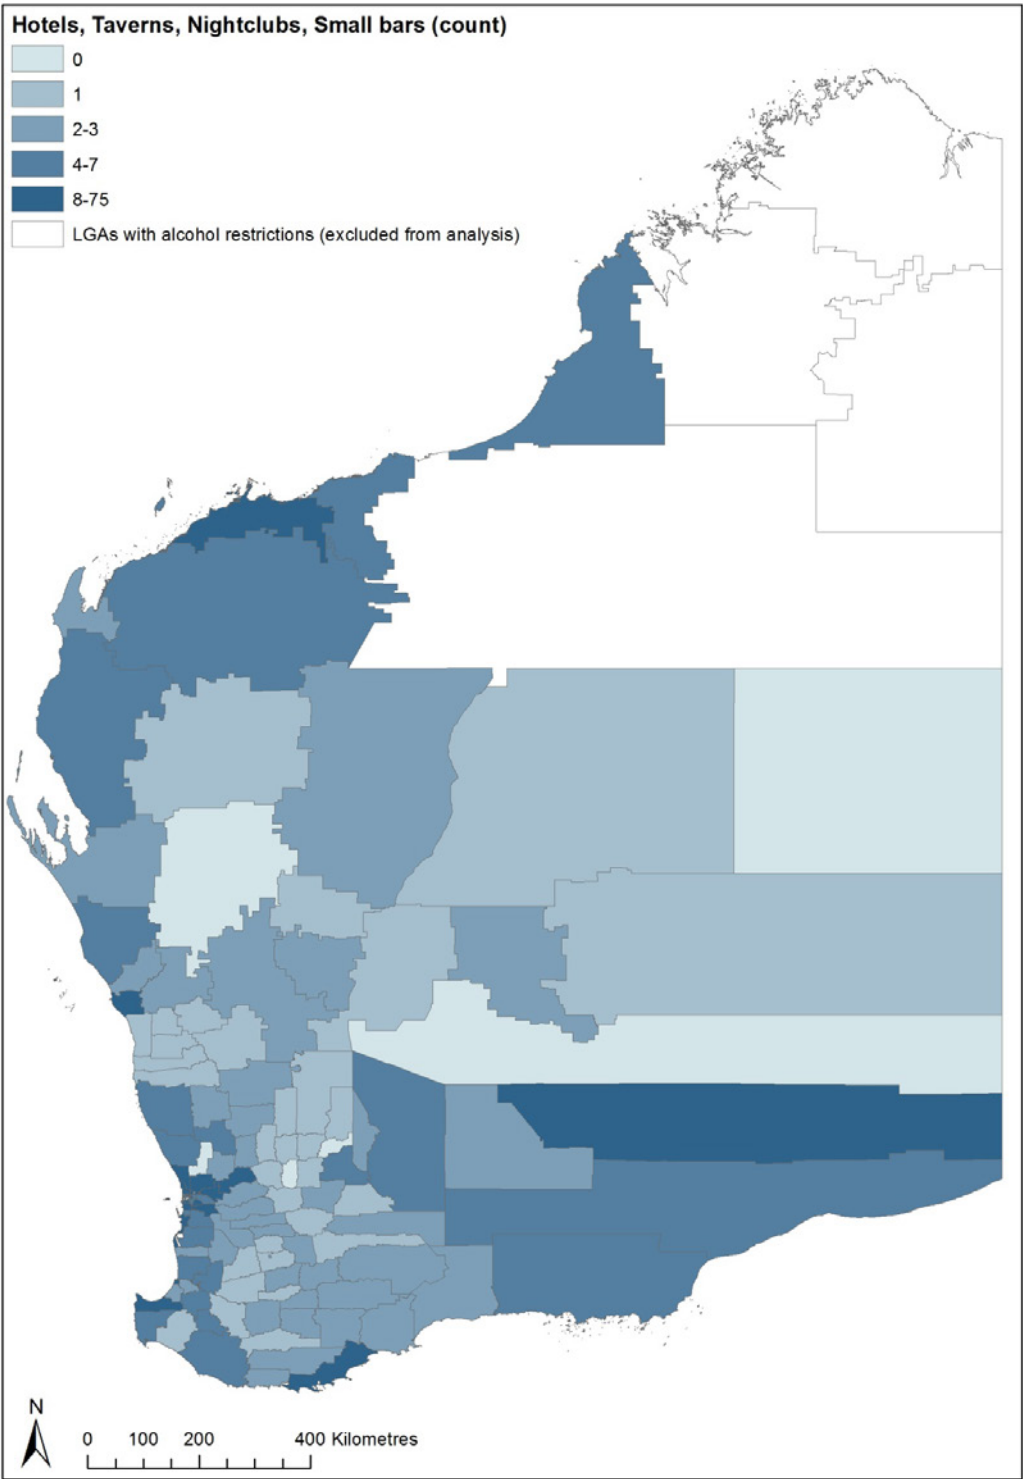 Hotels, Taverns, Nightclubs, Small bars (count)
0
1
2-3
4-7
8-75
LGAs with alcohol restrictions (excluded from analysis)
N
0 100 200 400 Kilometres